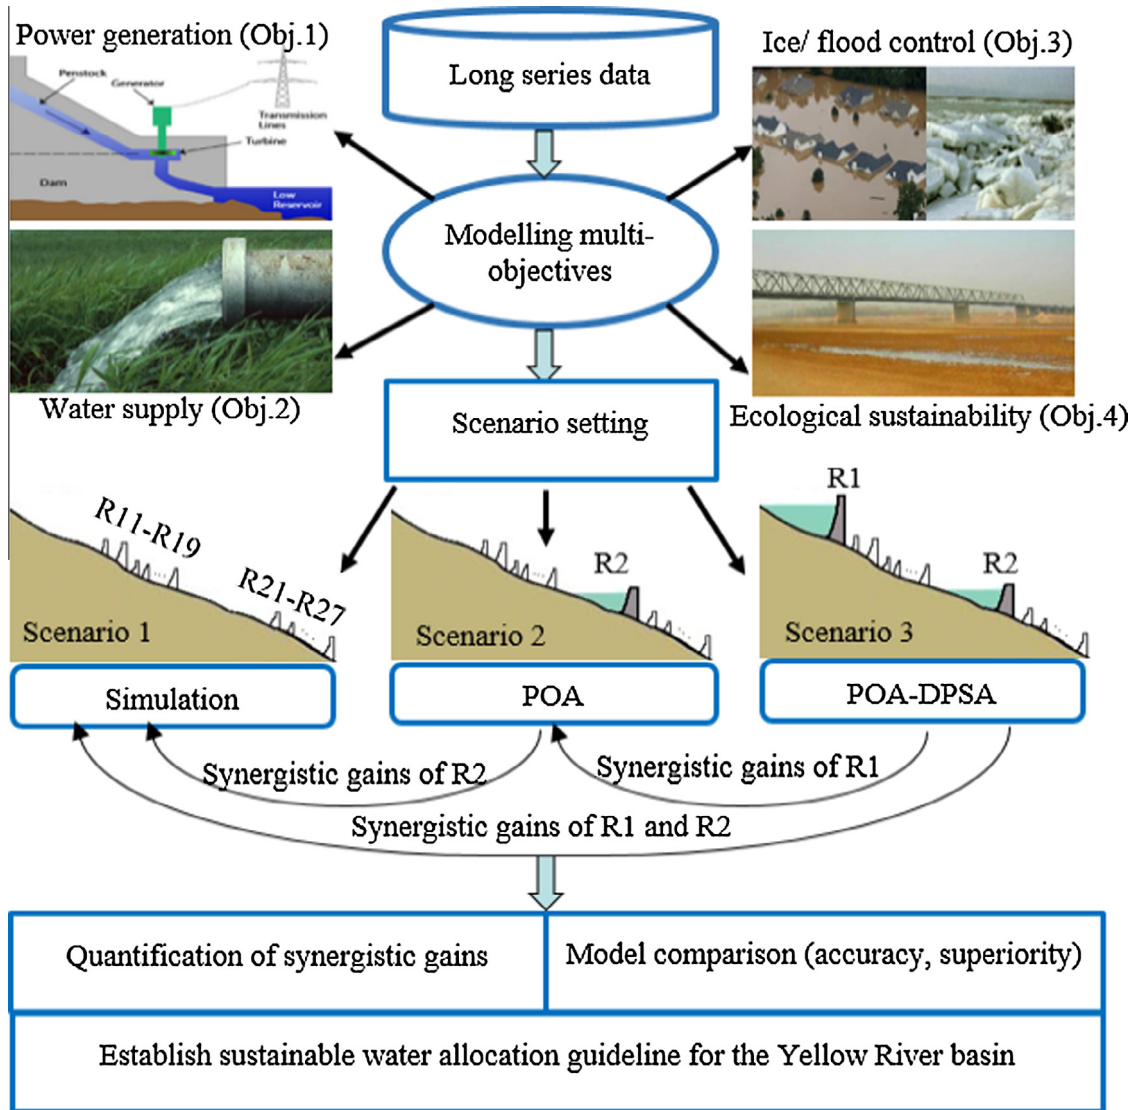 Power generation (Obj.1)
Long series data
Ice/ flood control (Obj.3)
Penstock
Generator
Transmission
Lines
Turbine
Dam
Low
Reservoir
Modelling multi-
objectives
Water supply (Obj.2)
Scenario setting
Ecological sustainability (Obj.4)
R11-R19
R21-R27
Scenario 1
R2
Scenario 2
R1
R2
Scenario 3
Simulation
POA
POA-DPSA
Synergistic gains of R2
Synergistic gains of R1
Synergistic gains of R1 and R2
Quantification of synergistic gains
Model comparison (accuracy, superiority)
Establish sustainable water allocation guideline for the Yellow River basin